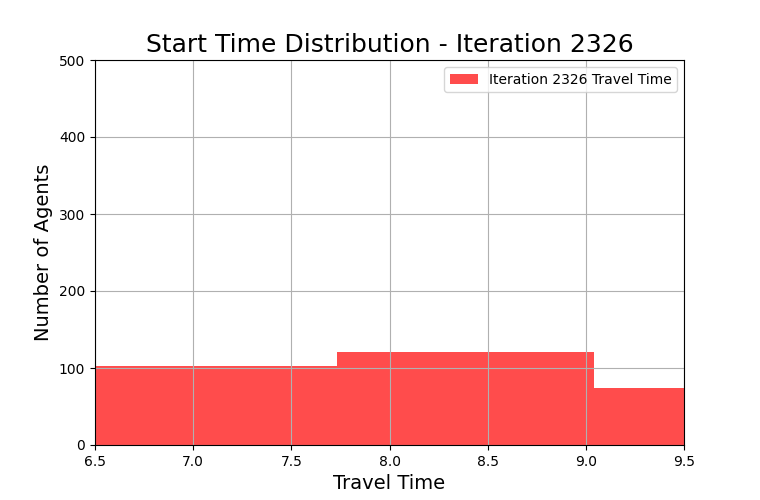 Start Time Distribution - Iteration 2326
Iteration 2326 Travel Time
Number of Agents
500
400
300
200
100
0
6.5 7.0 7.5 8.0 8.5 9.0 9.5
Travel Time